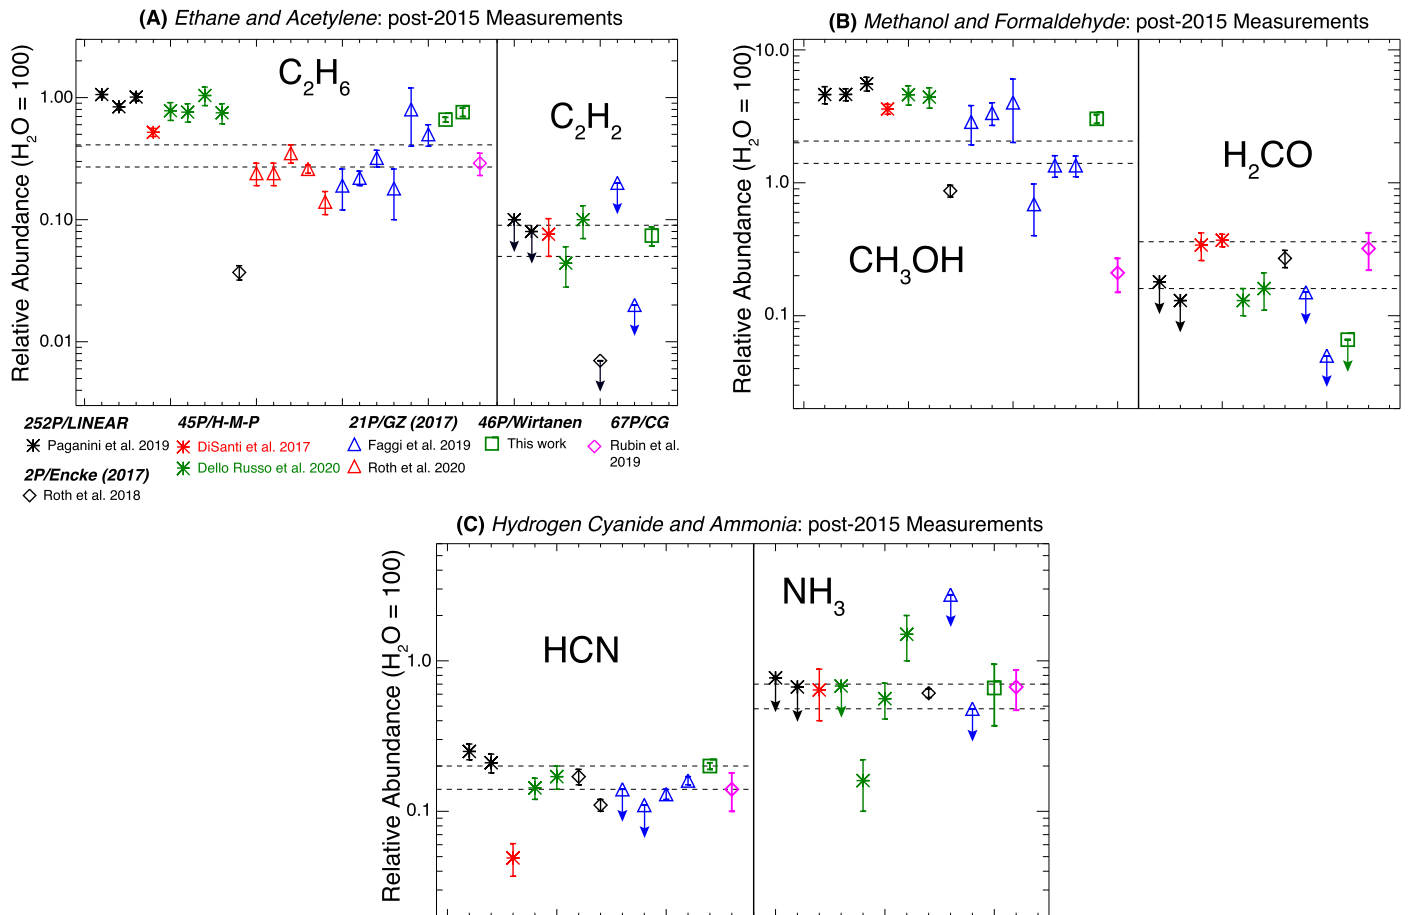 (A) Ethane and Acetylene: post-2015 Measurements
Relative Abundance (H2O = 100)
1.00
0.10
0.01
C2H6
C2H2
(B) Methanol and Formaldehyde: post-2015 Measurements
Relative Abundance (H2O = 100)
10.0
1.0
0.1
CH3OH
H2CO
252P/LINEAR
Paganini et al. 2019
2P/Encke (2017)
Roth et al. 2018
45P/H-M-P
DiSanti et al. 2017
Dello Russo et al. 2020
21P/GZ (2017)
Faggi et al. 2019
Roth et al. 2020
46P/Wirtanen
This work
67P/CG
Rubin et al.
2019
(C) Hydrogen Cyanide and Ammonia: post-2015 Measurements
Relative Abundance (H2O = 100)
1.0
0.1
HCN
NH3